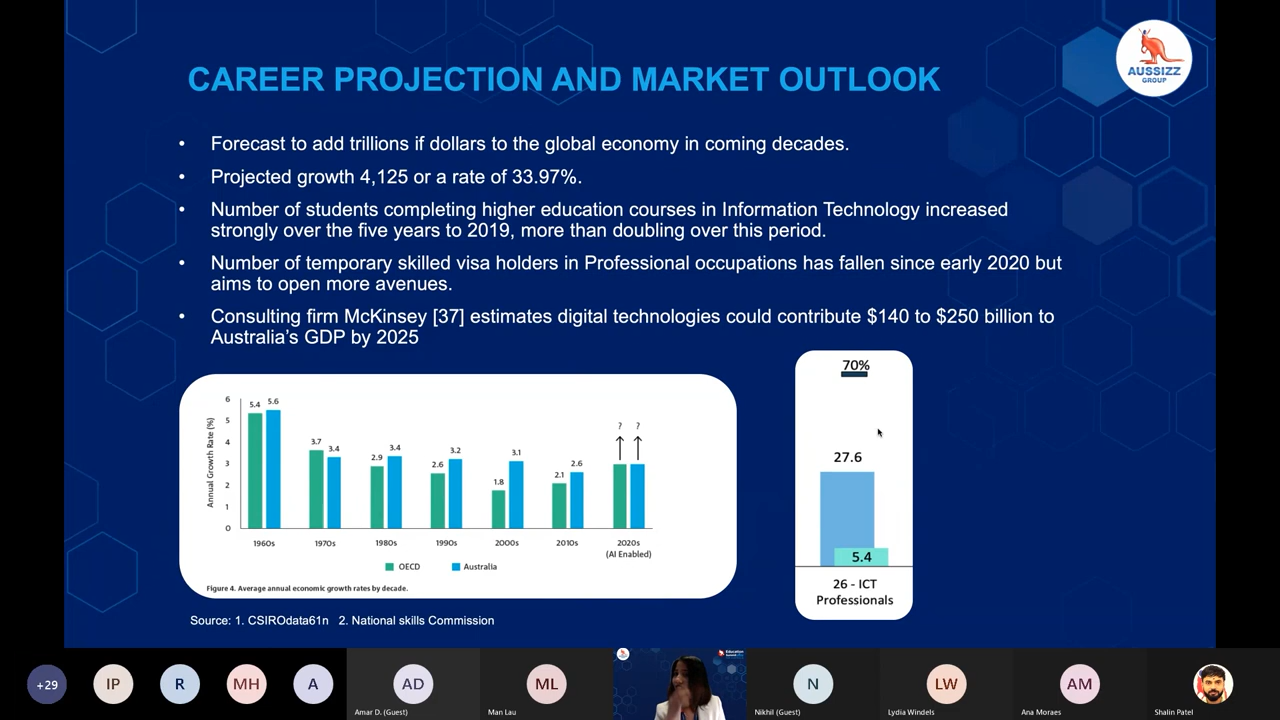 AUSSIZZ
GROUP
CAREER PROJECTION AND MARKET OUTLOOK
• Forecast to add trillions if dollars to the global economy in coming decades.
• Projected growth 4,125 or a rate of 33.97%.
• Number of students completing higher education courses in Information Technology increased
strongly over the five years to 2019, more than doubling over this period.
• Number of temporary skilled visa holders in Professional occupations has fallen since early 2020 but
aims to open more avenues.
• Consulting firm McKinsey [37] estimates digital technologies could contribute $140 to $250 billion to
Australia's GDP by 2025
Annual Growth Rate (%)
6
5
4
3
2
1
0
5.4 5.6
3.7 3.4
2.9 3.4
2.6 3.2
1.8 3.1
2.1 2.6
? ?
1960s 1970s 1980s 1990s 2000s 2010s 2020s
(AI Enabled)
OECD Australia
Figure 4. Average annual economic growth rates by decade.
70%
27.6
5.4
26 - ICT
Professionals
Source: 1. CSIROdata61n 2. National skills Commission
+29 IP R MH A AD ML N LW AM
Amar D. (Guest) Man Lau Nikhil (Guest) Lydia Windels Ana Moraes Shalin Patel